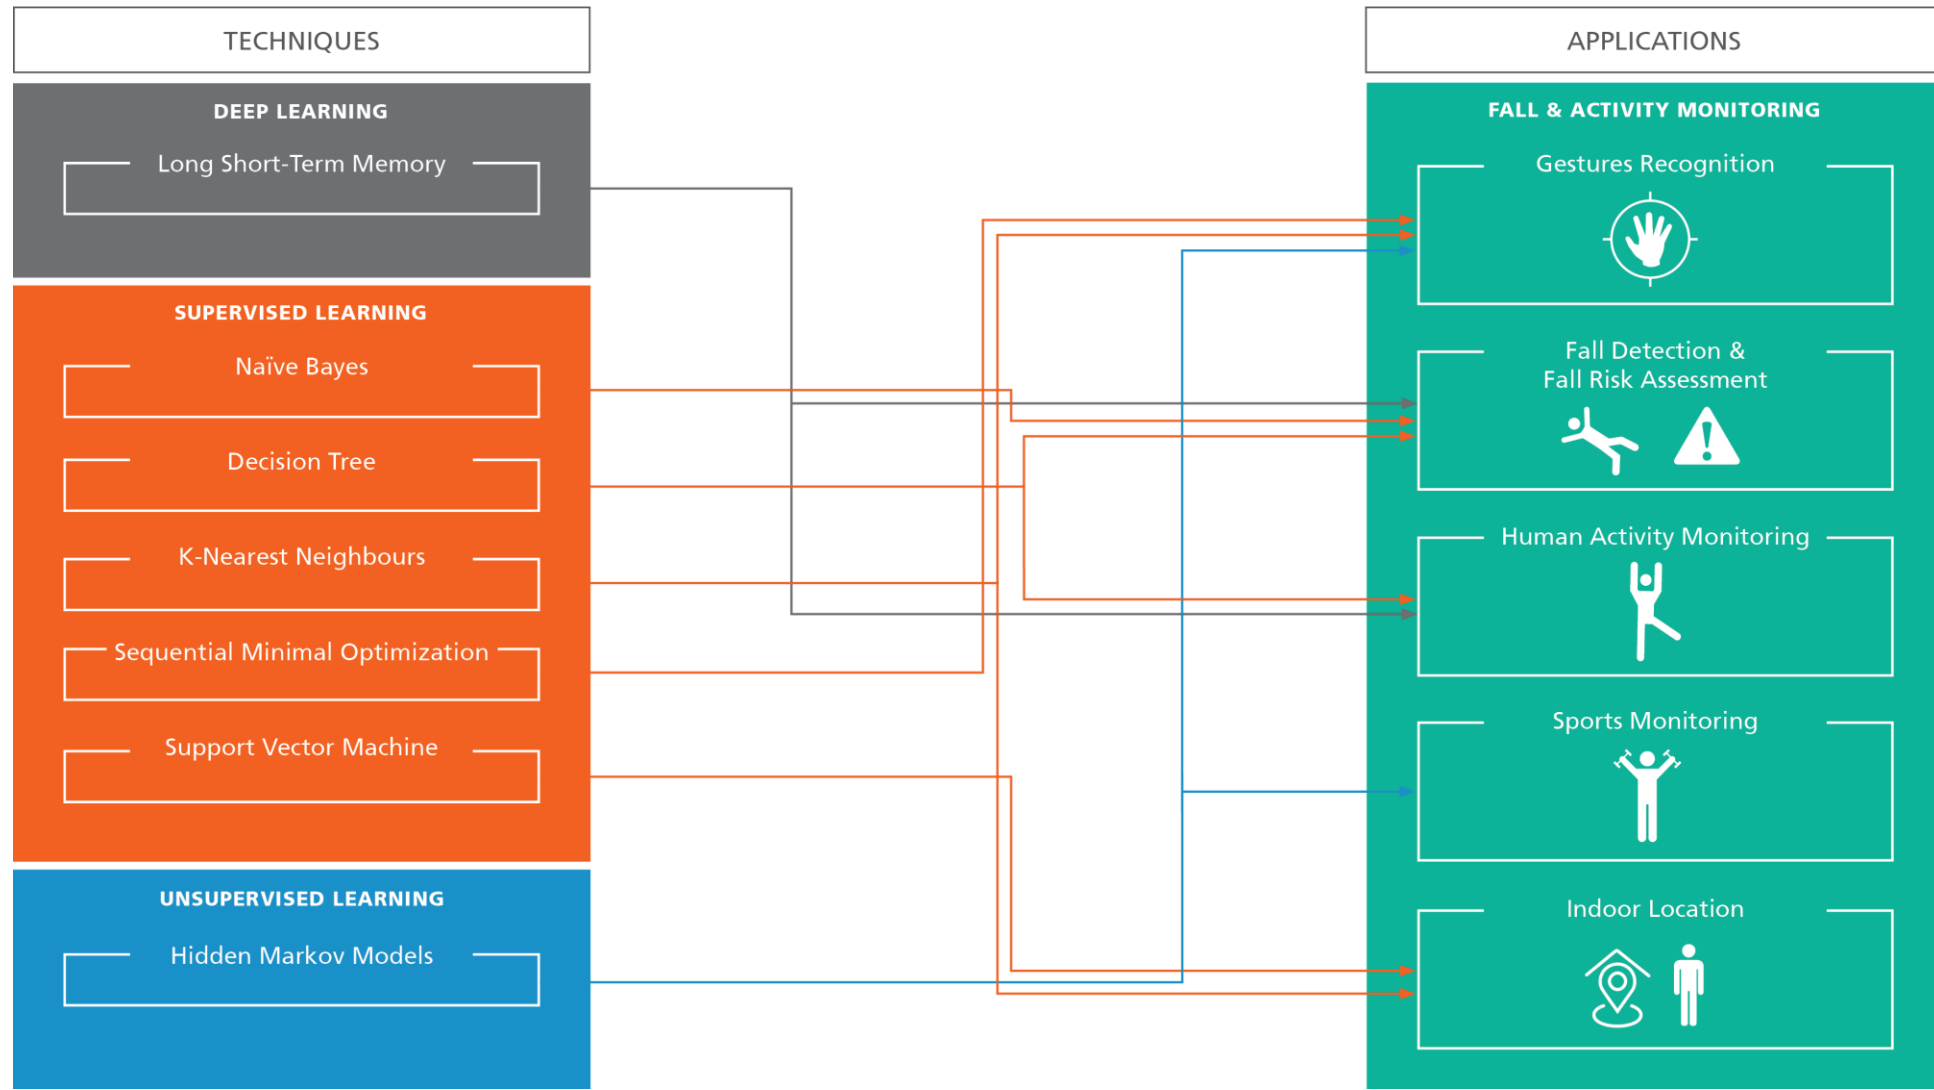 TECHNIQUES
DEEP LEARNING
Long Short-Term Memory
SUPERVISED LEARNING
Naïve Bayes
Decision Tree
K-Nearest Neighbours
Sequential Minimal Optimization
Support Vector Machine
UNSUPERVISED LEARNING
Hidden Markov Models
APPLICATIONS
FALL & ACTIVITY MONITORING
Gestures Recognition
Fall Detection &
Fall Risk Assessment
Human Activity Monitoring
Sports Monitoring
Indoor Location